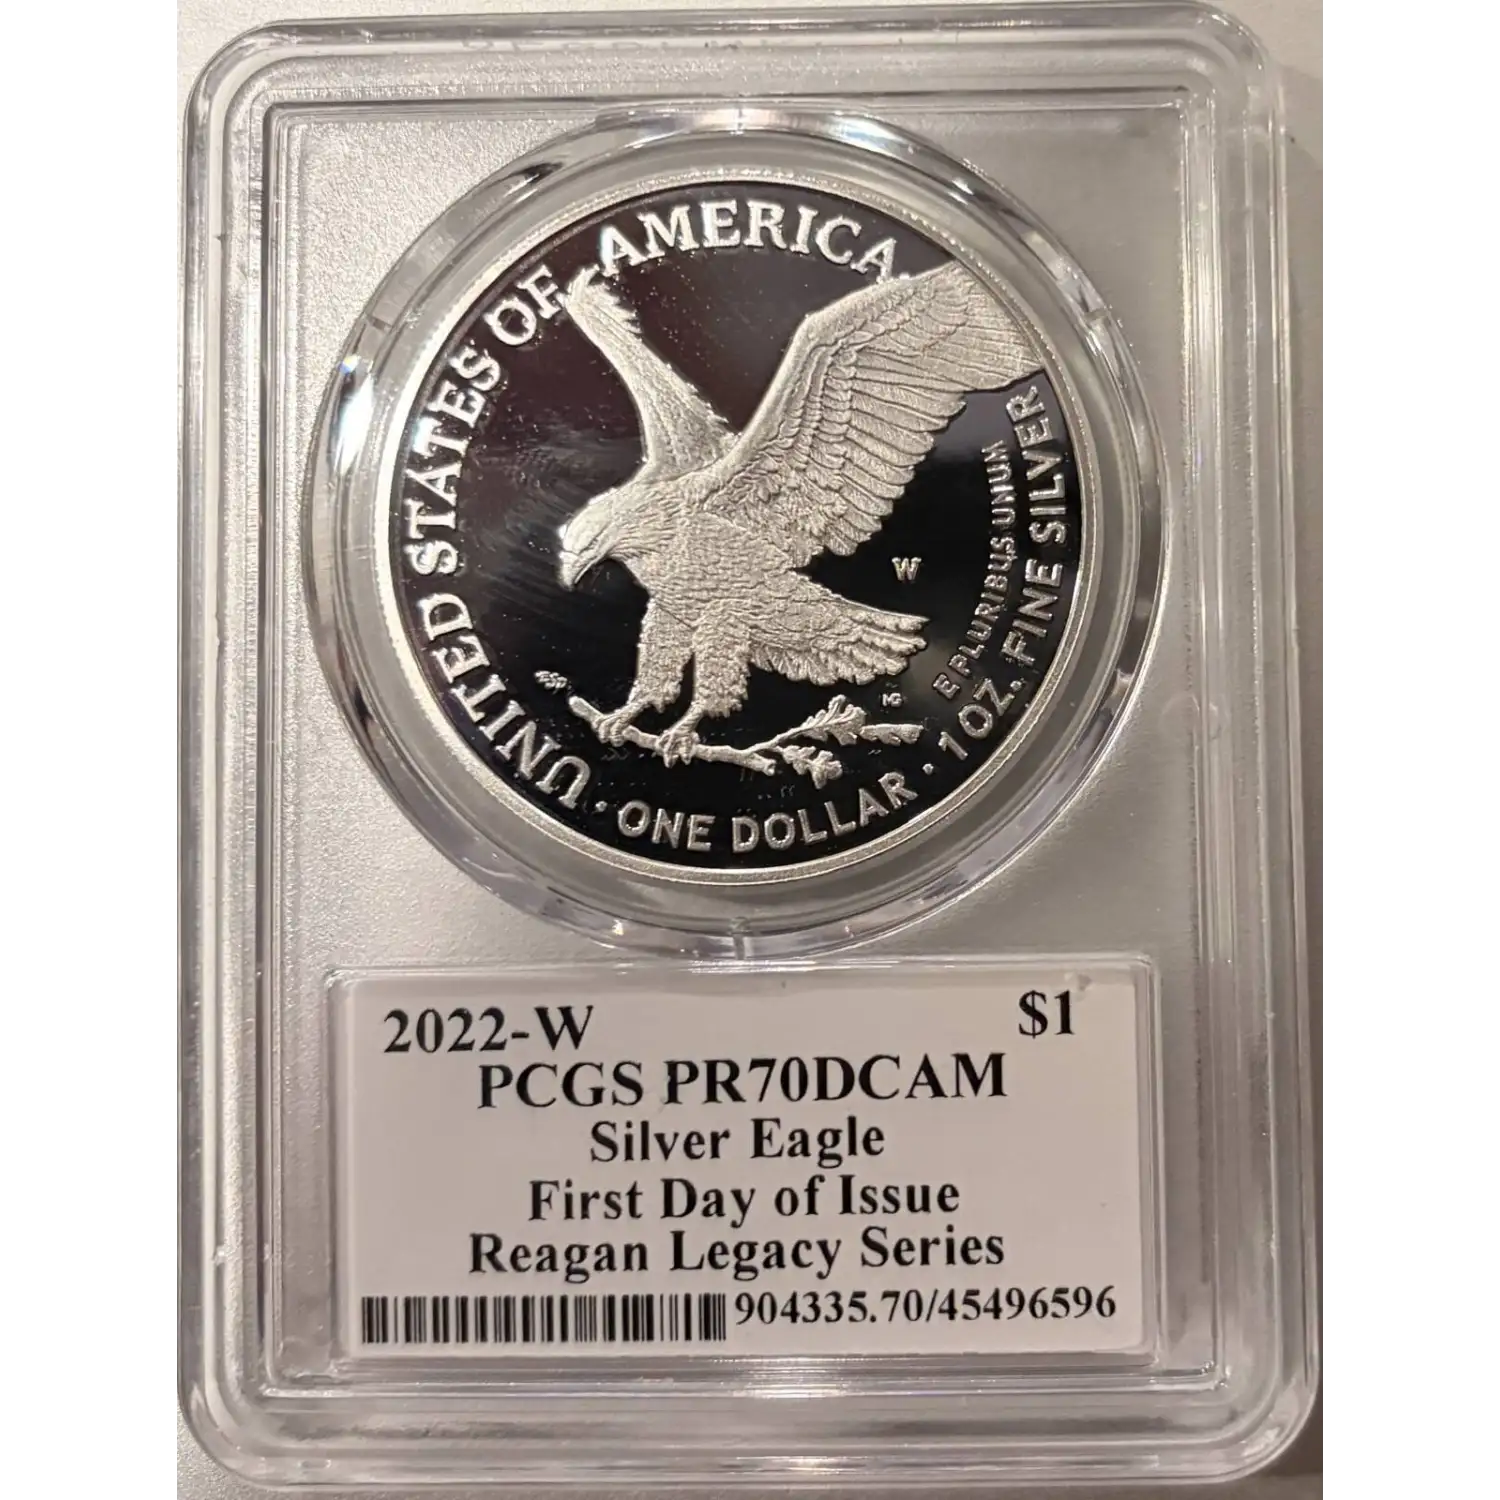 UNITED STATES OF AMERICA
E PLURIBUS UNUM
1 OZ. FINE SILVER
W
MG
ONE DOLLAR
2022-W $1
PCGS PR70DCAM
Silver Eagle
First Day of Issue
Reagan Legacy Series
904335.70/45496596